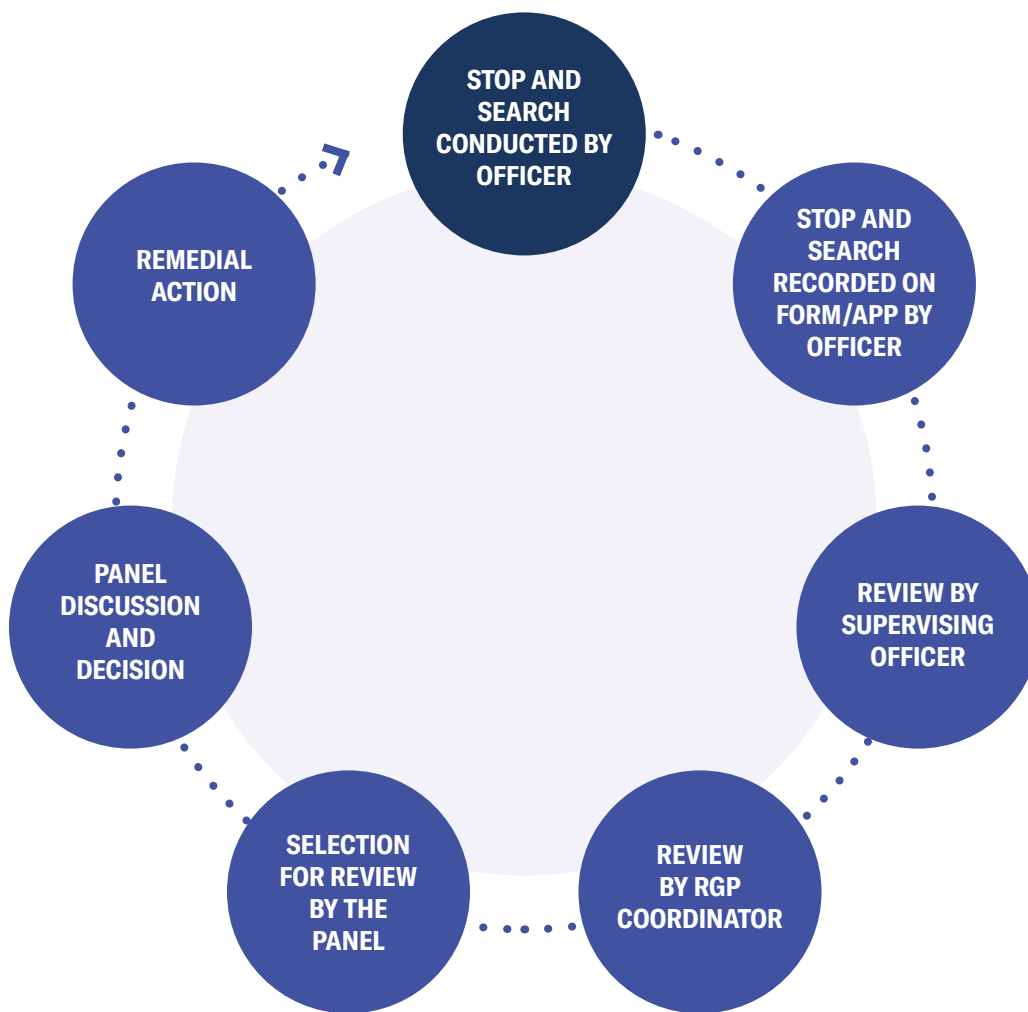 STOP AND
SEARCH
CONDUCTED BY
OFFICER
STOP AND
SEARCH
RECORDED ON
FORM/APP BY
OFFICER
REVIEW BY
SUPERVISING
OFFICER
REVIEW
BY RGP
COORDINATOR
SELECTION
FOR REVIEW
BY THE
PANEL
PANEL
DISCUSSION
AND
DECISION
REMEDIAL
ACTION